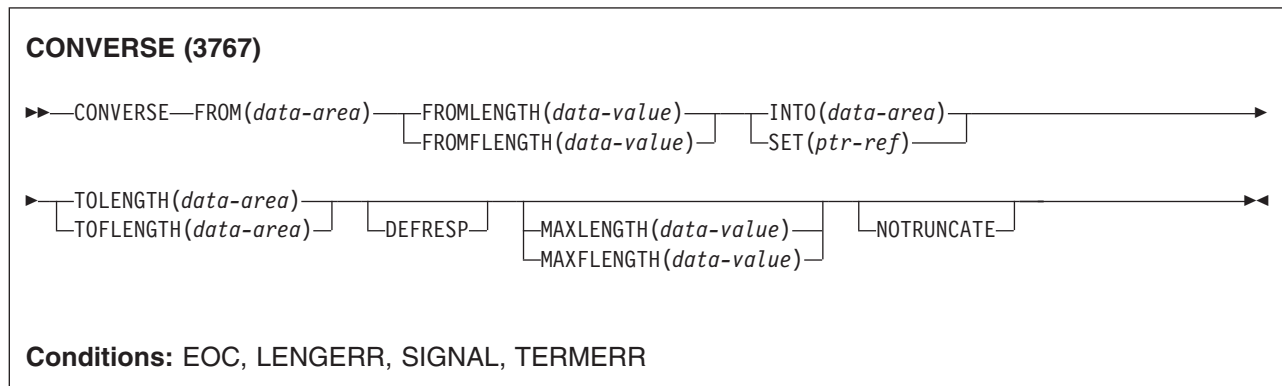 CONVERSE (3767)
CONVERSE FROM(data-area) FROMLENGTH(data-value) INTO(data-area)
FROMFLENGTH(data-value) SET(ptr-ref)
TOLENGTH(data-area)
TOFLENGTH(data-area) DEFRESP MAXLENGTH(data-value) NOTRUNCATE
MAXFLENGTH(data-value)
Conditions: EOC, LENGERR, SIGNAL, TERMERR